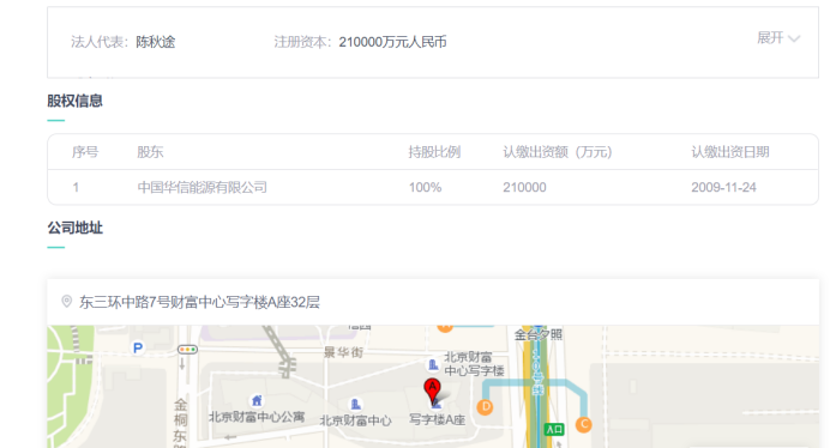 法人代表：陈秋途 注册资本：210000万元人民币 展开
股权信息
序号 股东 持股比例 认缴出资额（万元） 认缴出资日期
1 中国华信能源有限公司 100% 210000 2009-11-24
公司地址
东三环中路7号财富中心写字楼A座32层
金台夕照
P
景华街
北京财富
中心写字楼
A
北京财富中心公寓
北京财富中心
写字楼A座
D
C
A口
金桐东路
10号线